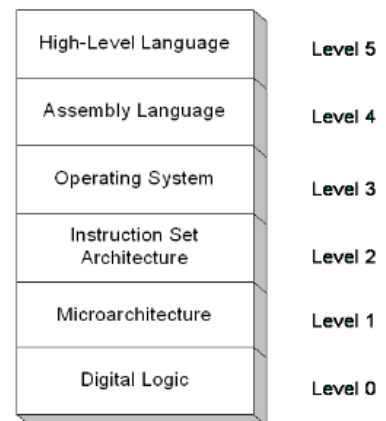 High-Level Language Level 5
Assembly Language Level 4
Operating System Level 3
Instruction Set
Architecture Level 2
Microarchitecture Level 1
Digital Logic Level 0